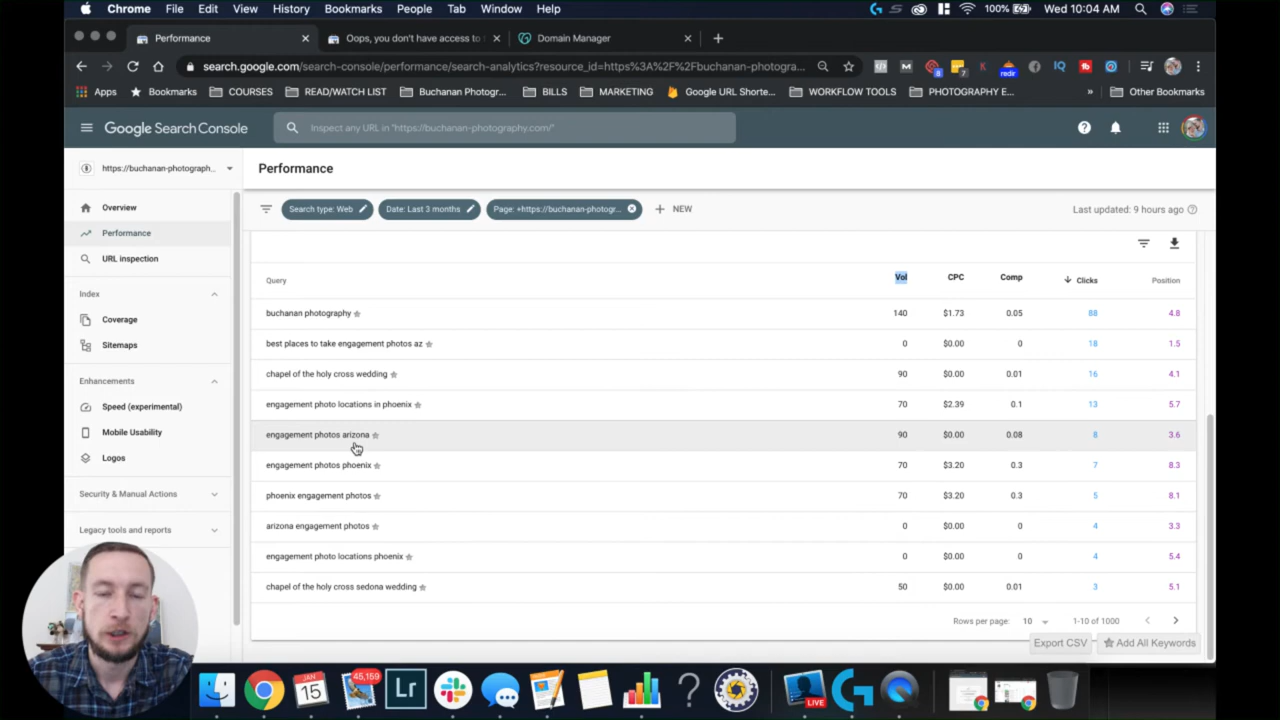 Chrome File Edit View History Bookmarks People Tab Window Help 100% Wed 10:04 AM
Performance Oops, you don't have access to Domain Manager
search.google.com/search-console/performance/search-analytics?resource_id=https%3A%2F%2Fbuchanan-photogra...
Apps Bookmarks COURSES READ/WATCH LIST Buchanan Photogr... BILLS MARKETING Google URL Shorte... WORKFLOW TOOLS PHOTOGRAPHY E... » Other Bookmarks
Google Search Console Inspect any URL in "https://buchanan-photography.com/"
https://buchanan-photograph... Performance
Search type: Web Date: Last 3 months Page: +https://buchanan-photogr... + NEW Last updated: 9 hours ago
Overview
Performance
URL inspection
Index
Coverage
Sitemaps
Enhancements
Speed (experimental)
Mobile Usability
Logos
Security & Manual Actions
Legacy tools and reports
Query Vol CPC Comp Clicks Position
buchanan photography 140 $1.73 0.05 88 4.8
best places to take engagement photos az 0 $0.00 0 18 1.5
chapel of the holy cross wedding 90 $0.00 0.01 16 4.1
engagement photo locations in phoenix 70 $2.39 0.1 13 5.7
engagement photos arizona 90 $0.00 0.08 8 3.6
engagement photos phoenix 70 $3.20 0.3 7 8.3
phoenix engagement photos 70 $3.20 0.3 5 8.1
arizona engagement photos 0 $0.00 0 4 3.3
engagement photo locations phoenix 0 $0.00 0 4 5.4
chapel of the holy cross sedona wedding 50 $0.00 0.01 3 5.1
Rows per page: 10 1-10 of 1000
Export CSV Add All Keywords
JAN 15 45,159 Lr LIVE